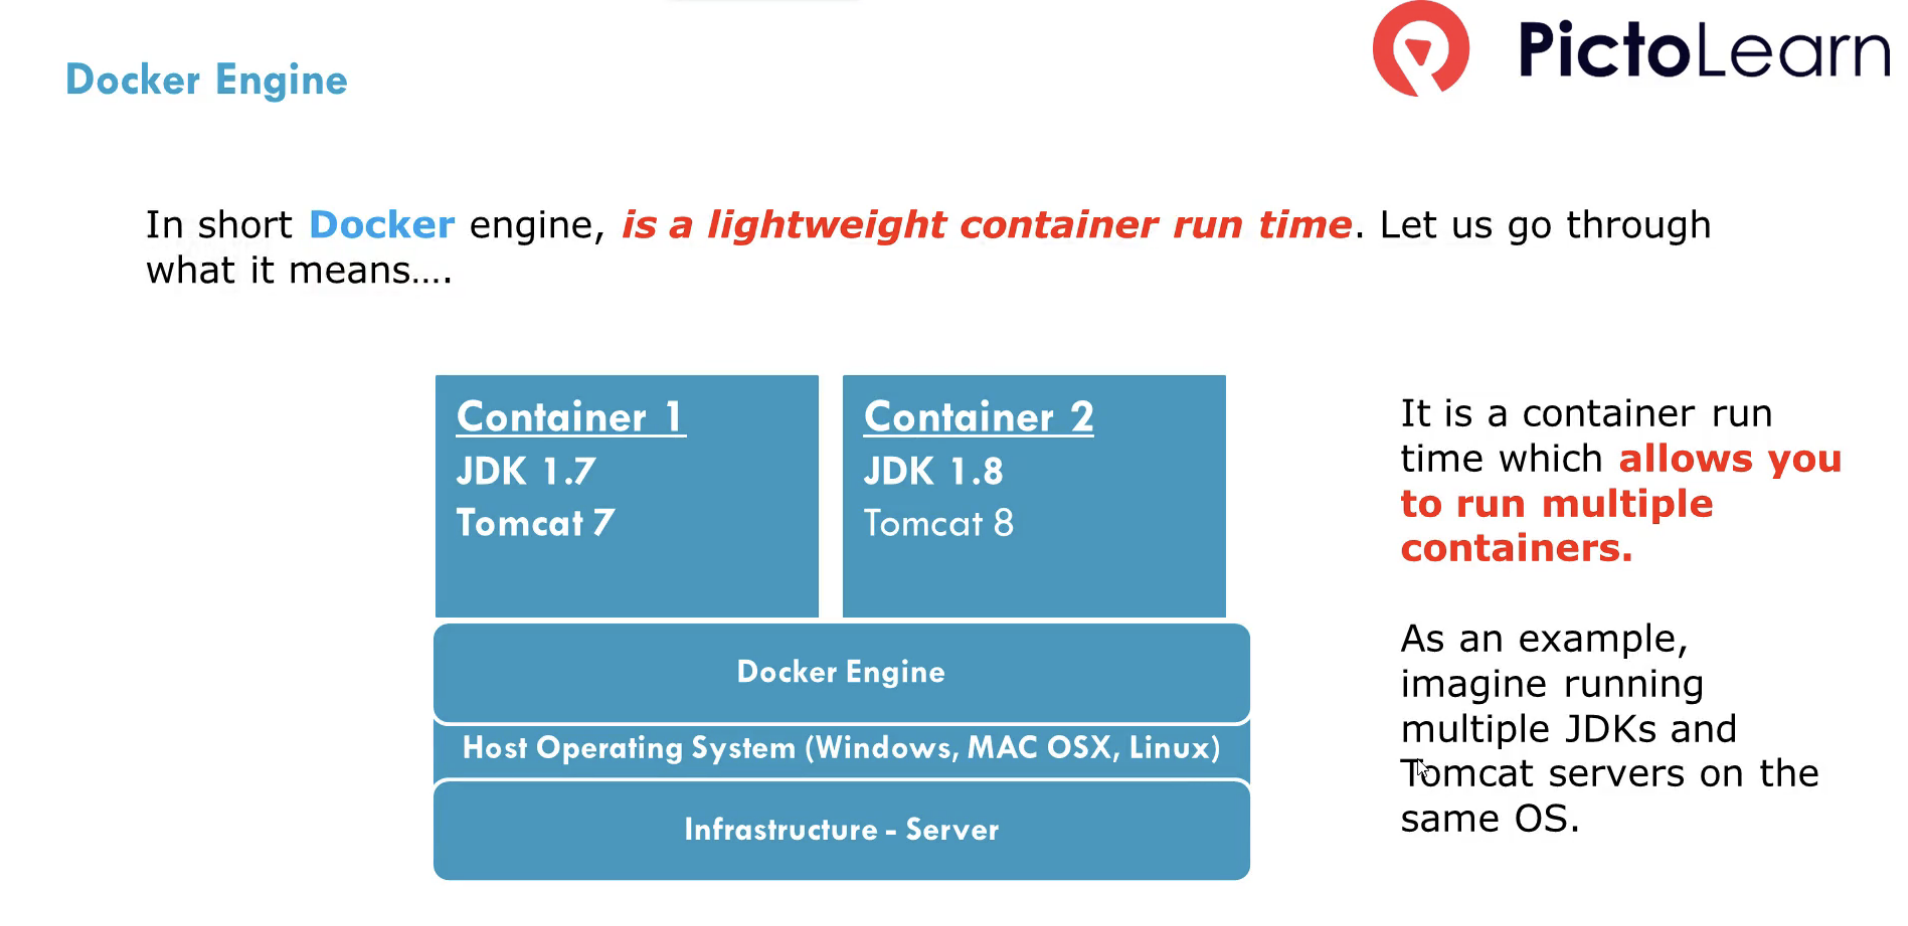 PictoLearn
Docker Engine
In short Docker engine, is a lightweight container run time. Let us go through
what it means....
Container 1
JDK 1.7
Tomcat 7
Container 2
JDK 1.8
Tomcat 8
Docker Engine
Host Operating System (Windows, MAC OSX, Linux)
Infrastructure - Server
It is a container run
time which allows you
to run multiple
containers.
As an example,
imagine running
multiple JDKs and
Tomcat servers on the
same OS.